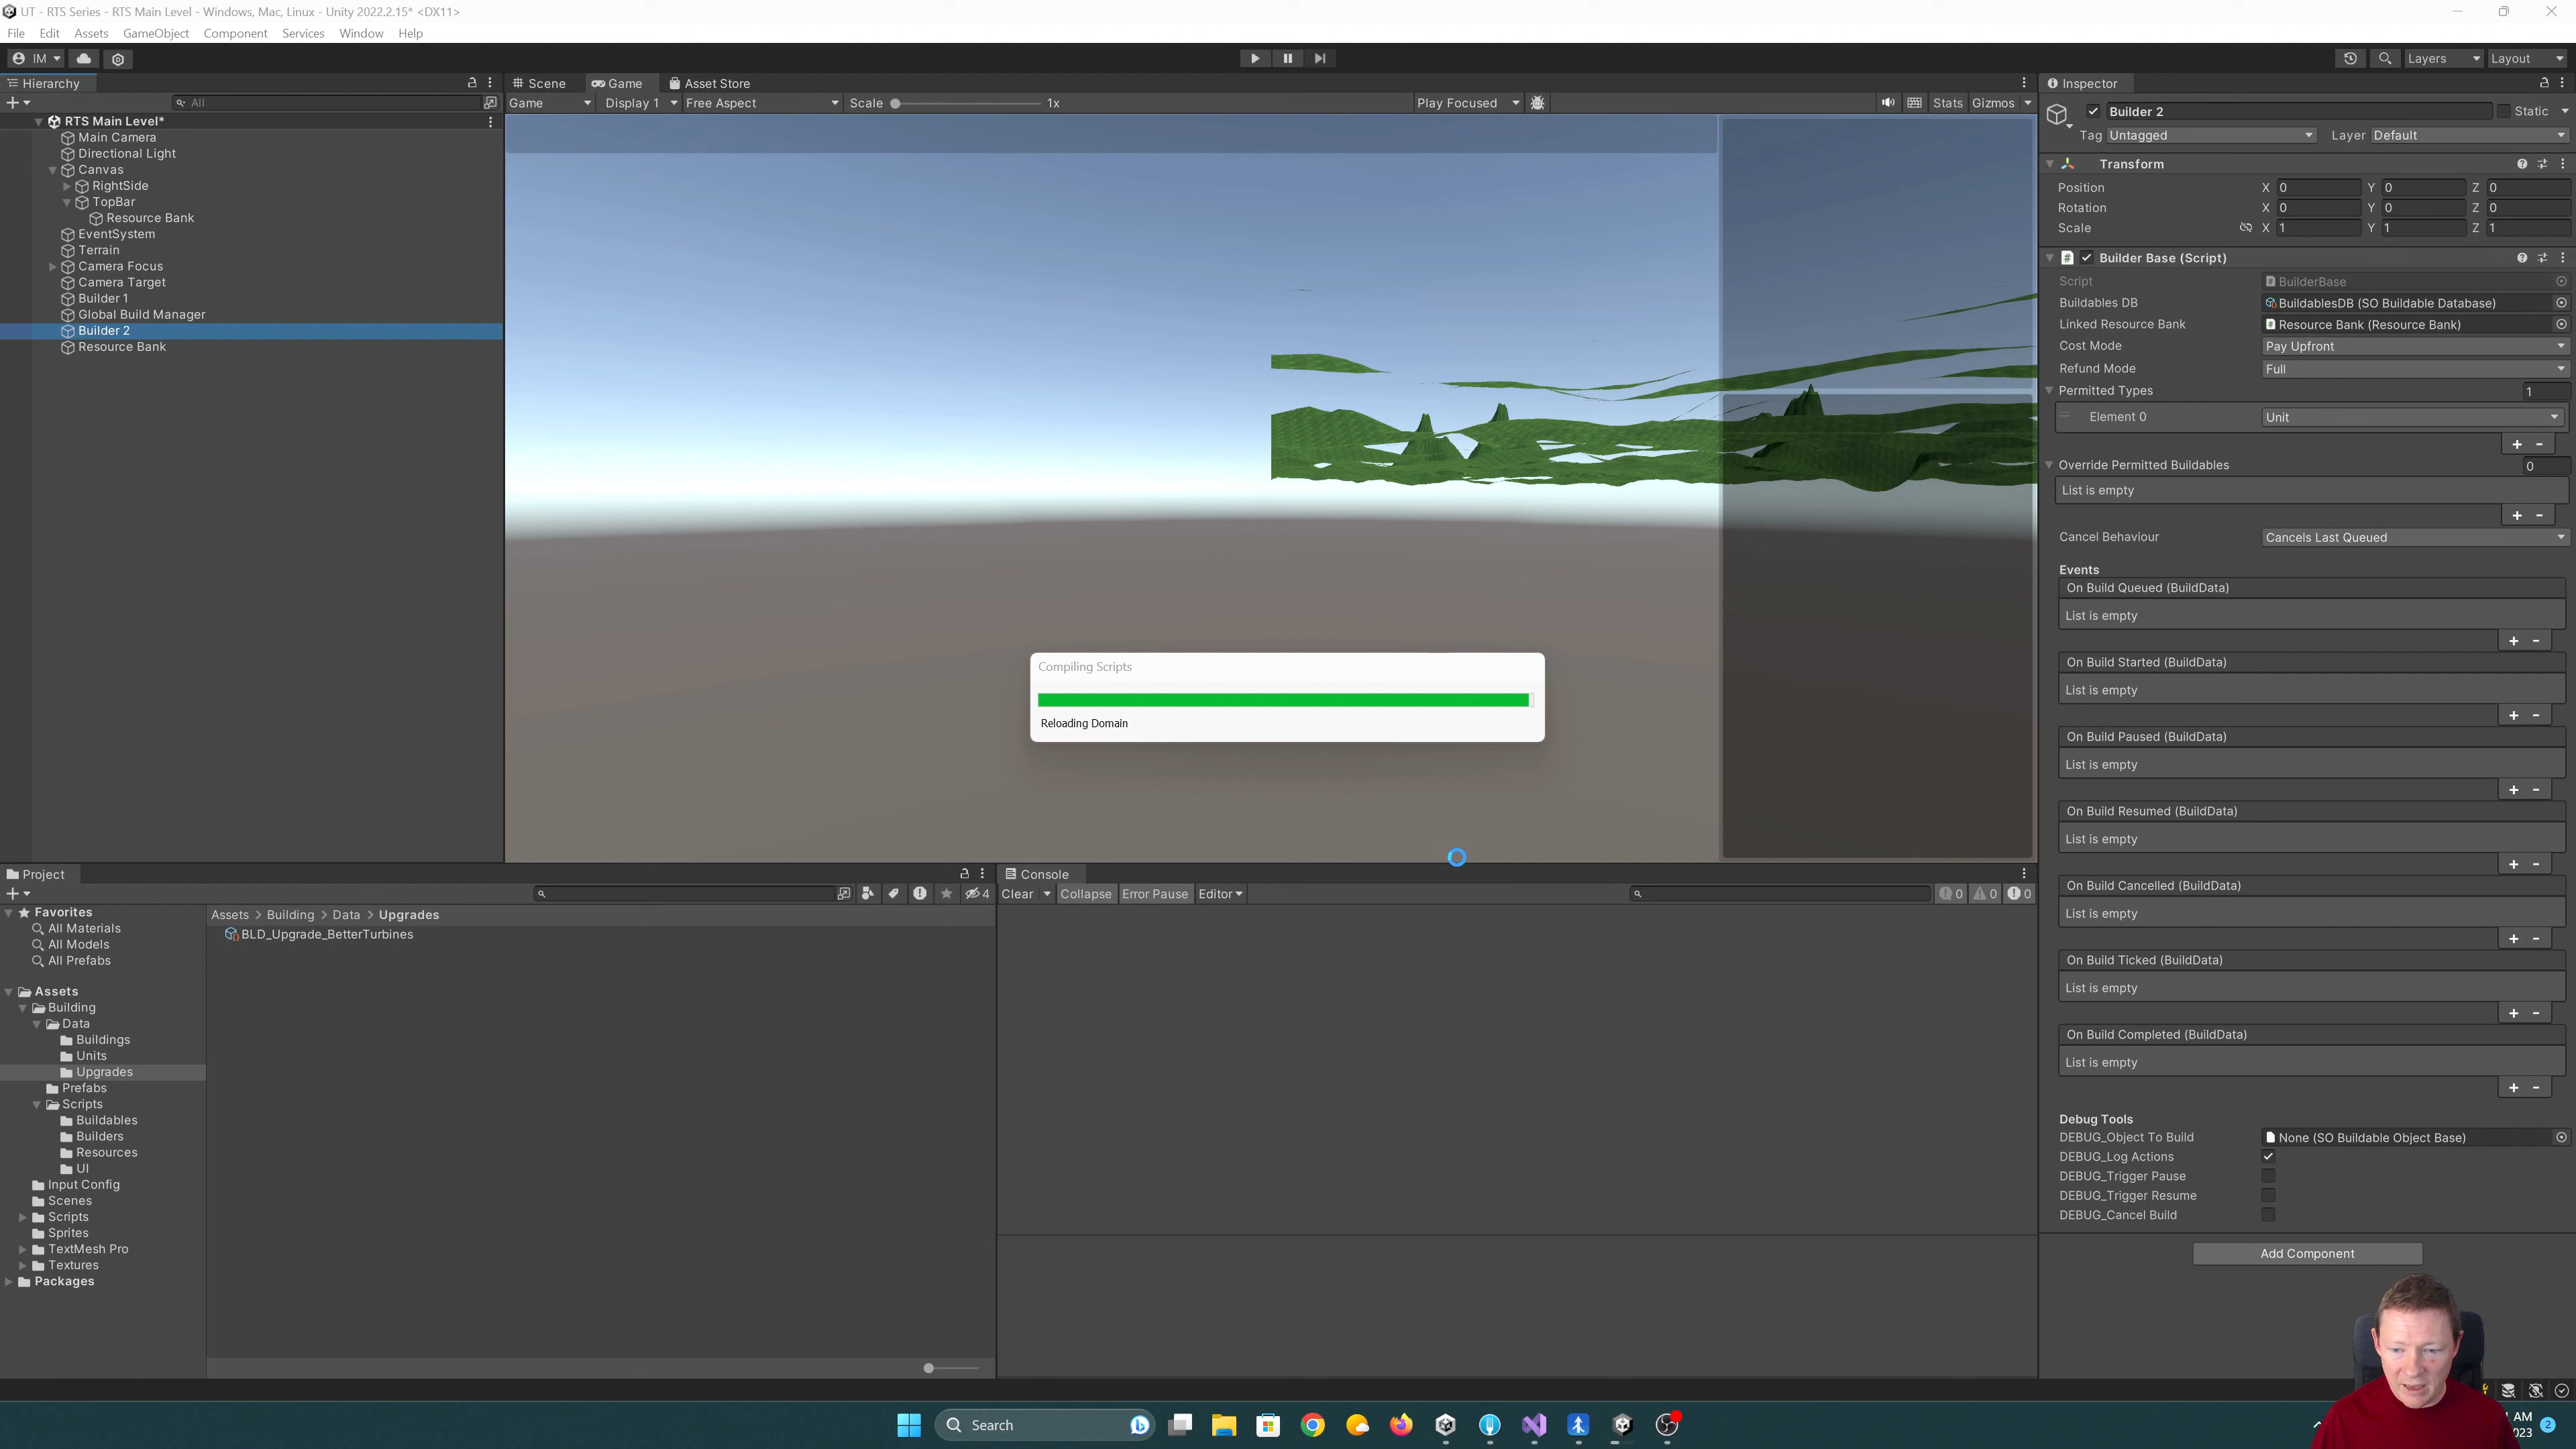 UT - RTS Series - RTS Main Level - Windows, Mac, Linux - Unity 2022.2.15* <DX11>
File Edit Assets GameObject Component Services Window Help
IM
Layers Layout
Hierarchy
All
RTS Main Level*
Main Camera
Directional Light
Canvas
RightSide
TopBar
Resource Bank
EventSystem
Terrain
Camera Focus
Camera Target
Builder 1
Global Build Manager
Builder 2
Resource Bank
Scene Game Asset Store
Game Display 1 Free Aspect Scale 1x Play Focused Stats Gizmos
Compiling Scripts
Reloading Domain
Inspector
Builder 2 Static
Tag Untagged Layer Default
Transform
Position X 0 Y 0 Z 0
Rotation X 0 Y 0 Z 0
Scale X 1 Y 1 Z 1
Builder Base (Script)
Script BuilderBase
Buildables DB BuildablesDB (SO Buildable Database)
Linked Resource Bank Resource Bank (Resource Bank)
Cost Mode Pay Upfront
Refund Mode Full
Permitted Types 1
Element 0 Unit
Override Permitted Buildables 0
List is empty
Cancel Behaviour Cancels Last Queued
Events
On Build Queued (BuildData)
List is empty
On Build Started (BuildData)
List is empty
On Build Paused (BuildData)
List is empty
On Build Resumed (BuildData)
List is empty
On Build Cancelled (BuildData)
List is empty
On Build Ticked (BuildData)
List is empty
On Build Completed (BuildData)
List is empty
Debug Tools
DEBUG_Object To Build None (SO Buildable Object Base)
DEBUG_Log Actions
DEBUG_Trigger Pause
DEBUG_Trigger Resume
DEBUG_Cancel Build
Add Component
Project
4
Favorites
All Materials
All Models
All Prefabs
Assets
Building
Data
Buildings
Units
Upgrades
Prefabs
Scripts
Buildables
Builders
Resources
UI
Input Config
Scenes
Scripts
Sprites
TextMesh Pro
Textures
Packages
Assets > Building > Data > Upgrades
BLD_Upgrade_BetterTurbines
Console
Clear Collapse Error Pause Editor 0 0 0
Search
AM
023
2